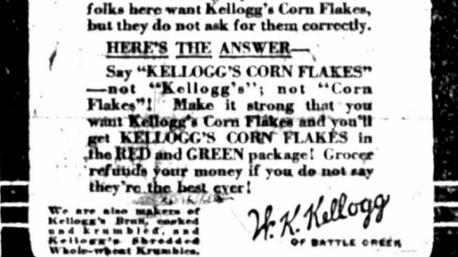 folks here want Kellogg's Corn Flakes,
but they do not ask for them correctly.
HERE'S THE ANSWER—
Say "KELLOGG'S CORN FLAKES"
—not "Kellogg's"; not "Corn
Flakes"! Make it strong that you
want Kellogg's Corn Flakes and you'll
get KELLOGG'S CORN FLAKES in
the RED and GREEN package! Grocer
refunds your money if you do not say
they're the best ever!
We are also makers of
Kellogg's Bran, cooked
and krumbled, and
Kellogg's Shredded
Whole-wheat Krumbles.
W. K. Kellogg
OF BATTLE CREEK